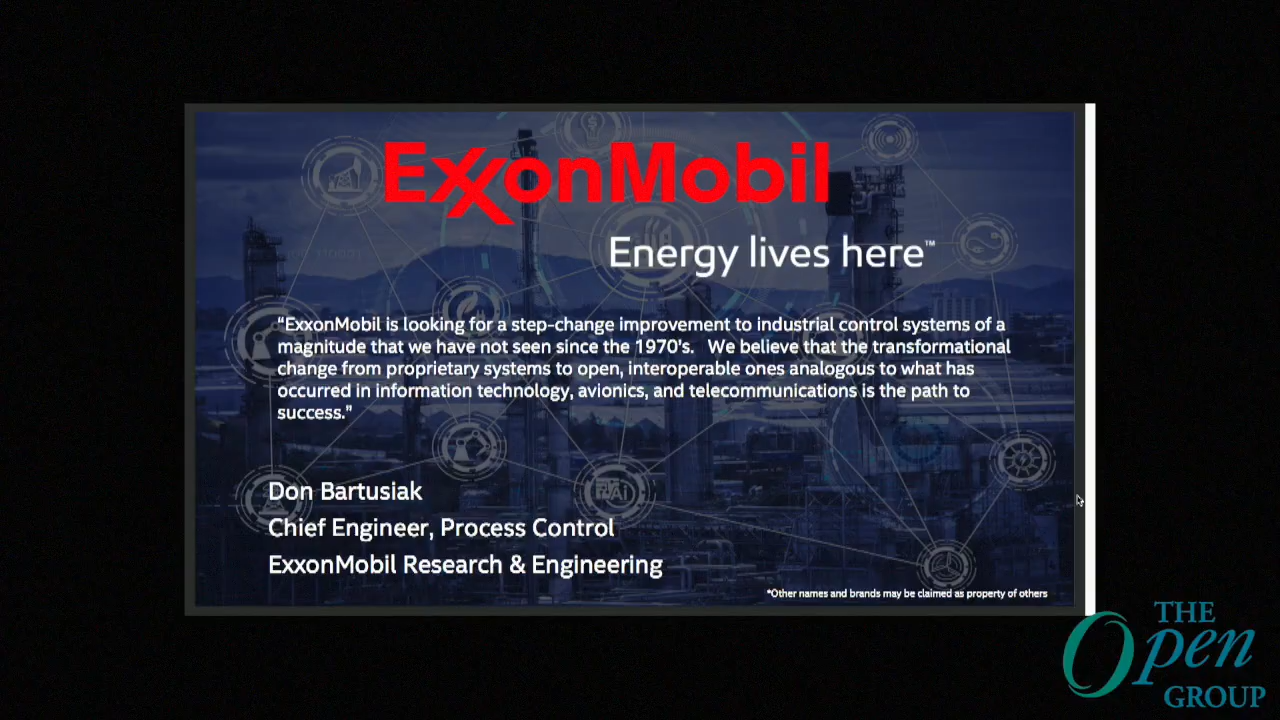 ExxonMobil
Energy lives here™
“ExxonMobil is looking for a step-change improvement to industrial control systems of a
magnitude that we have not seen since the 1970's.   We believe that the transformational
change from proprietary systems to open, interoperable ones analogous to what has
occurred in information technology, avionics, and telecommunications is the path to
success.”
Don Bartusiak
Chief Engineer, Process Control
ExxonMobil Research & Engineering
*Other names and brands may be claimed as property of others
THE
Open
GROUP